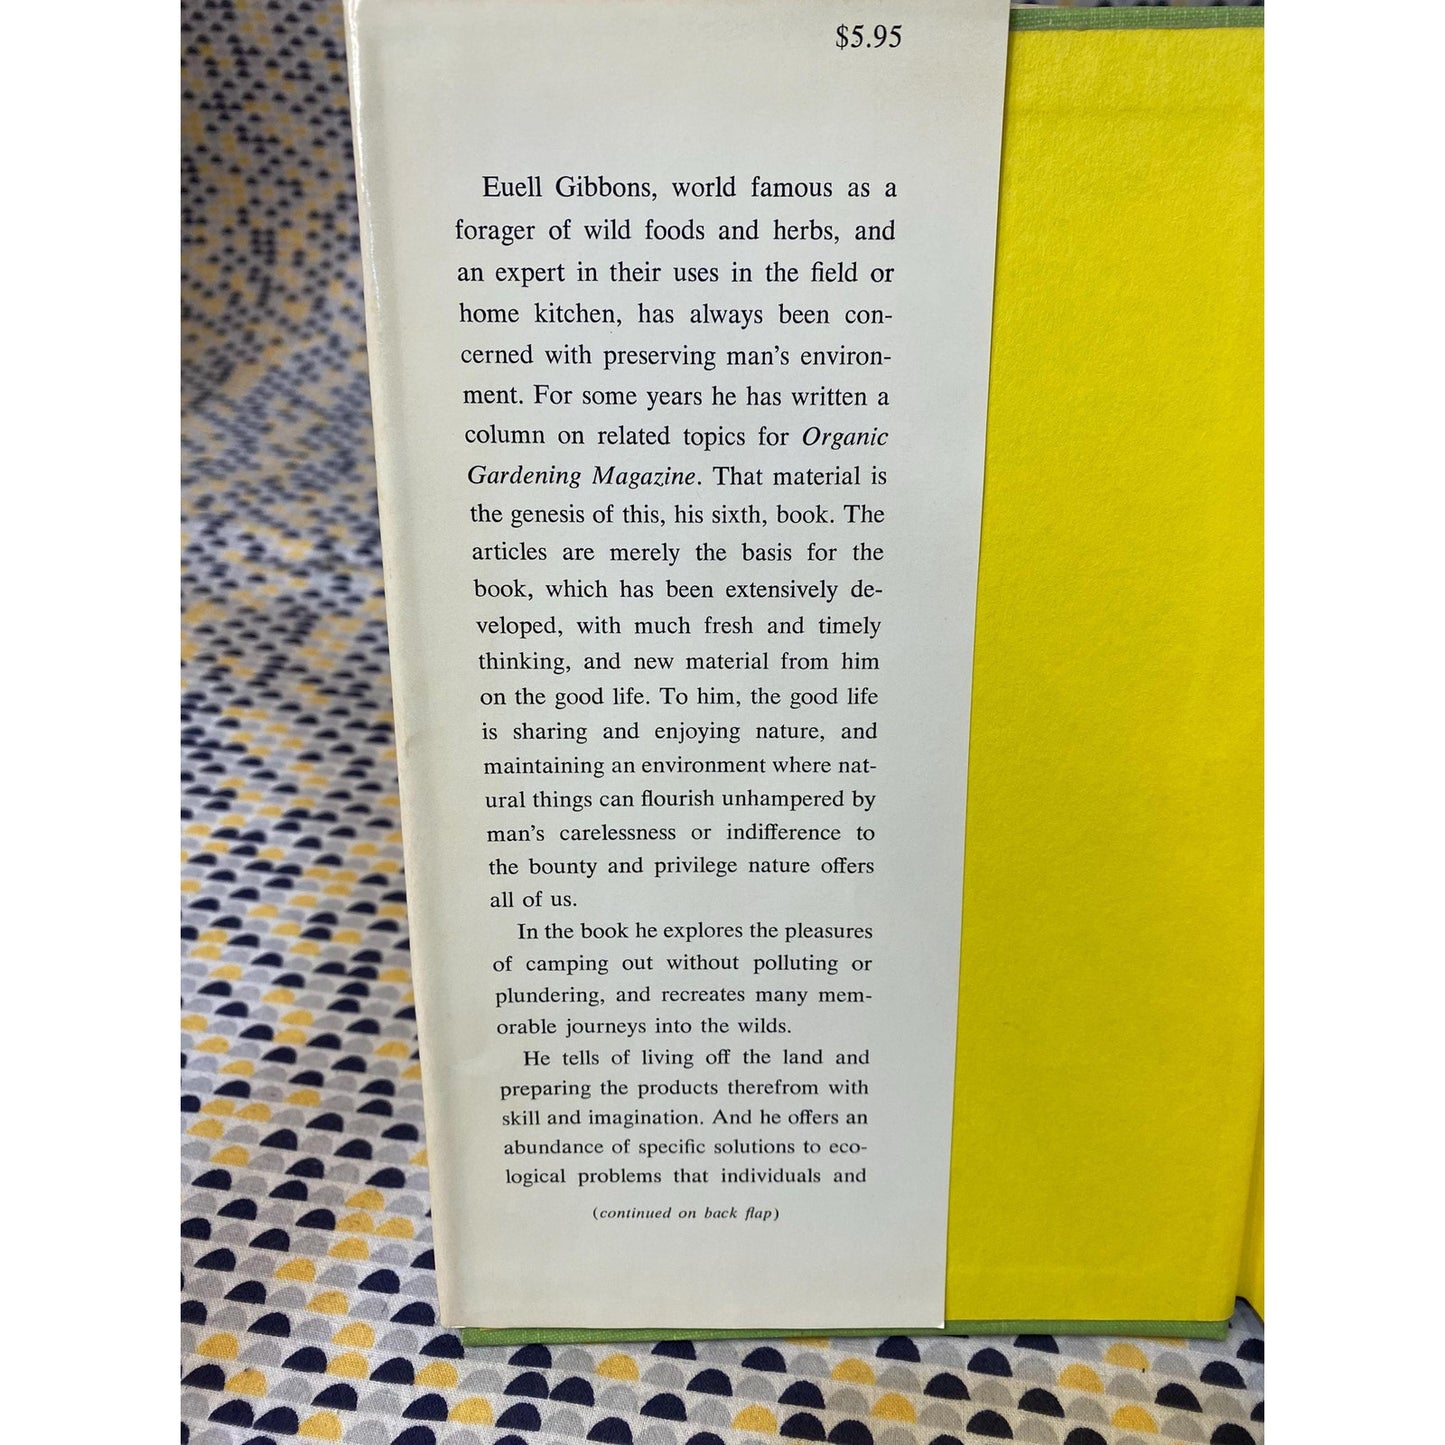 $5.95
Euell Gibbons, world famous as a
forager of wild foods and herbs, and
an expert in their uses in the field or
home kitchen, has always been con-
cerned with preserving man's environ-
ment. For some years he has written a
column on related topics for Organic
Gardening Magazine. That material is
the genesis of this, his sixth, book. The
articles are merely the basis for the
book, which has been extensively de-
veloped, with much fresh and timely
thinking, and new material from him
on the good life. To him, the good life
is sharing and enjoying nature, and
maintaining an environment where nat-
ural things can flourish unhampered by
man's carelessness or indifference to
the bounty and privilege nature offers
all of us.
In the book he explores the pleasures
of camping out without polluting or
plundering, and recreates many mem-
orable journeys into the wilds.
He tells of living off the land and
preparing the products therefrom with
skill and imagination. And he offers an
abundance of specific solutions to eco-
logical problems that individuals and
(continued on back flap)